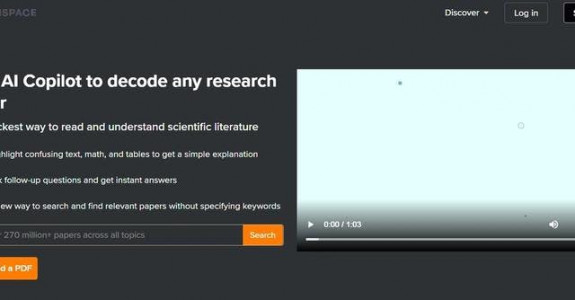 SPACE
Discover
Log in
AI Copilot to decode any research
r
ckest way to read and understand scientific literature
hlight confusing text, math, and tables to get a simple explanation
k follow-up questions and get instant answers
ew way to search and find relevant papers without specifying keywords
270 million+ papers across all topics
Search
d a PDF
0:00 / 1:03